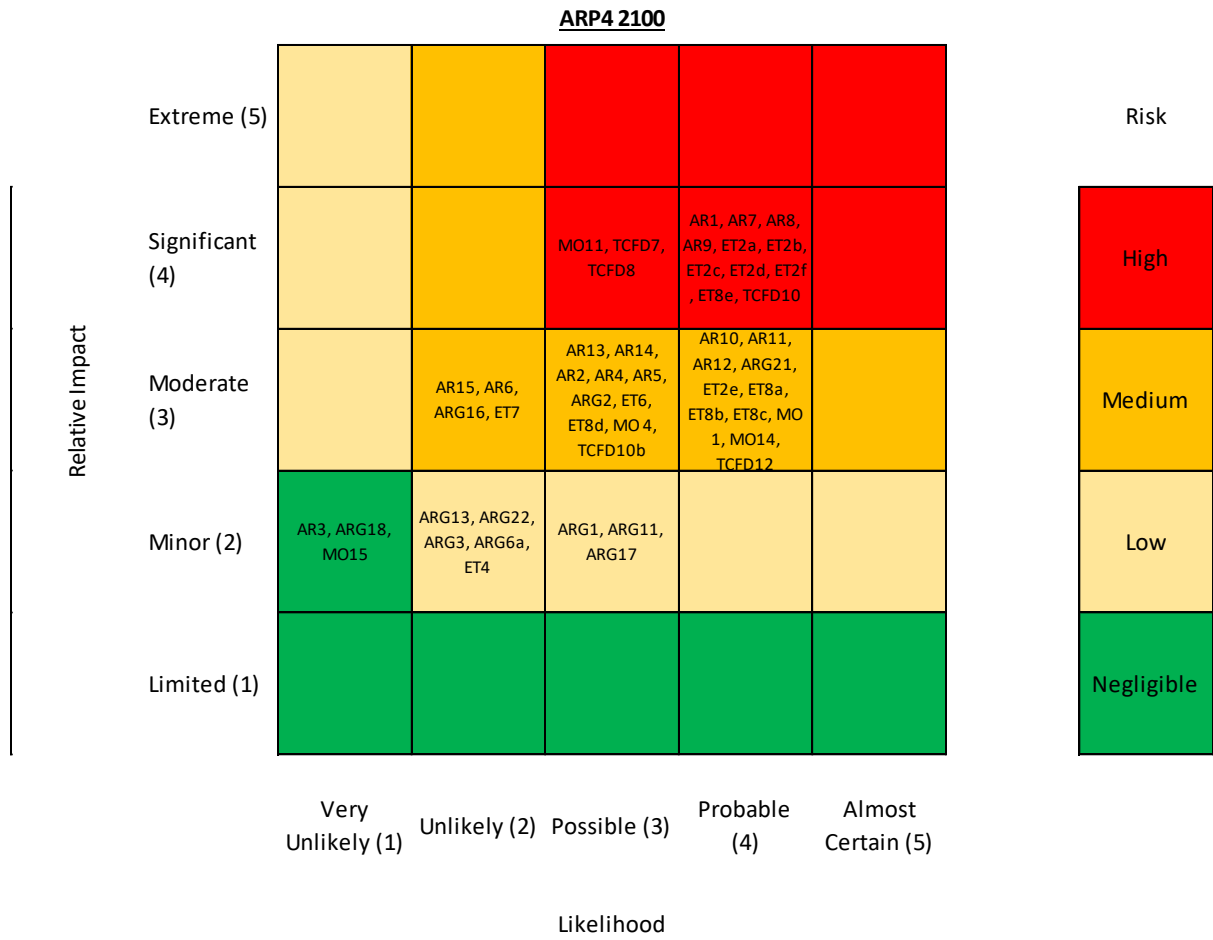 ARP4 2100
Extreme (5)
Risk
Significant
(4)
MO11, TCFD7,
TCFD8
AR1, AR7, AR8,
AR9, ET2a, ET2b,
ET2c, ET2d, ET2f
, ET8e, TCFD10
High
Relative Impact
Moderate
(3)
AR15, AR6,
ARG16, ET7
AR13, AR14,
AR2, AR4, AR5,
ARG2, ET6,
ET8d, MO 4,
TCFD10b
AR10, AR11,
AR12, ARG21,
ET2e, ET8a,
ET8b, ET8c, MO
1, MO14,
TCFD12
Medium
Minor (2)
AR3, ARG18,
MO15
ARG13, ARG22,
ARG3, ARG6a,
ET4
ARG1, ARG11,
ARG17
Low
Limited (1)
Negligible
Very
Unlikely (1)
Unlikely (2)
Possible (3)
Probable
(4)
Almost
Certain (5)
Likelihood